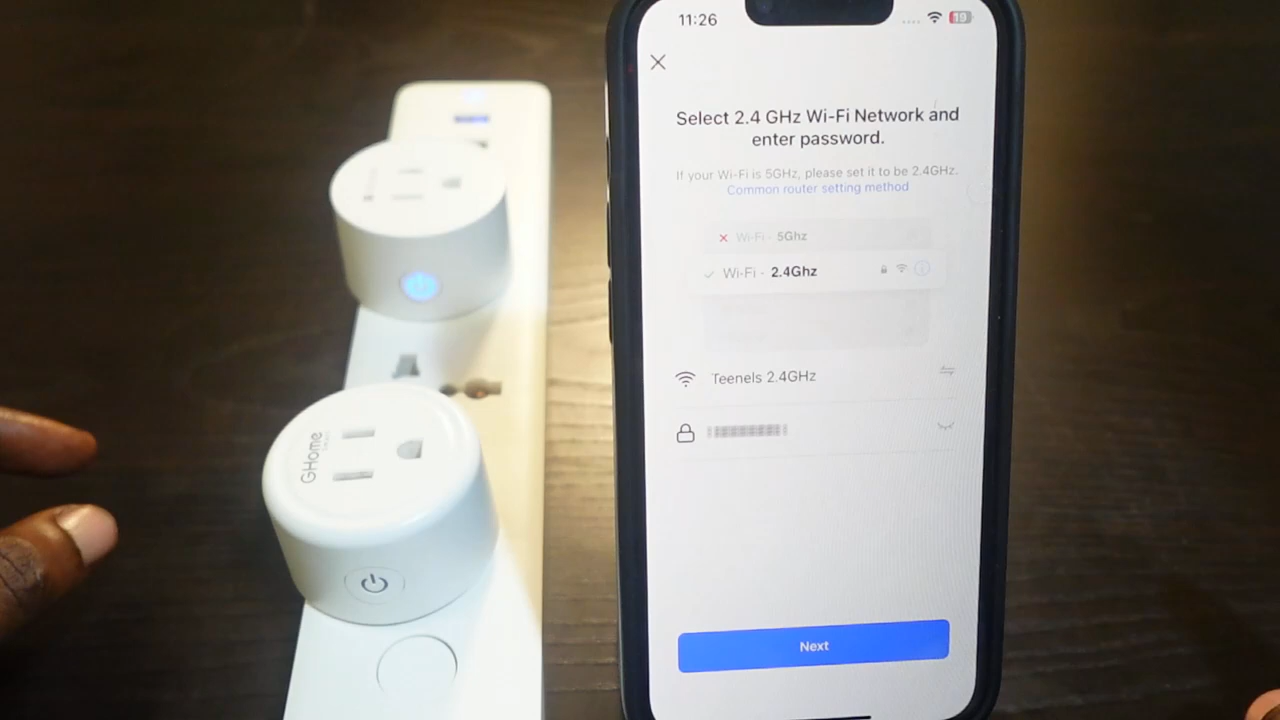 11:26
19
Select 2.4 GHz Wi-Fi Network and
enter password.
If your Wi-Fi is 5GHz, please set it to be 2.4GHz.
Common router setting method
Wi-Fi - 5Ghz
Wi-Fi - 2.4Ghz
Teenels 2.4GHz
Next
GHome